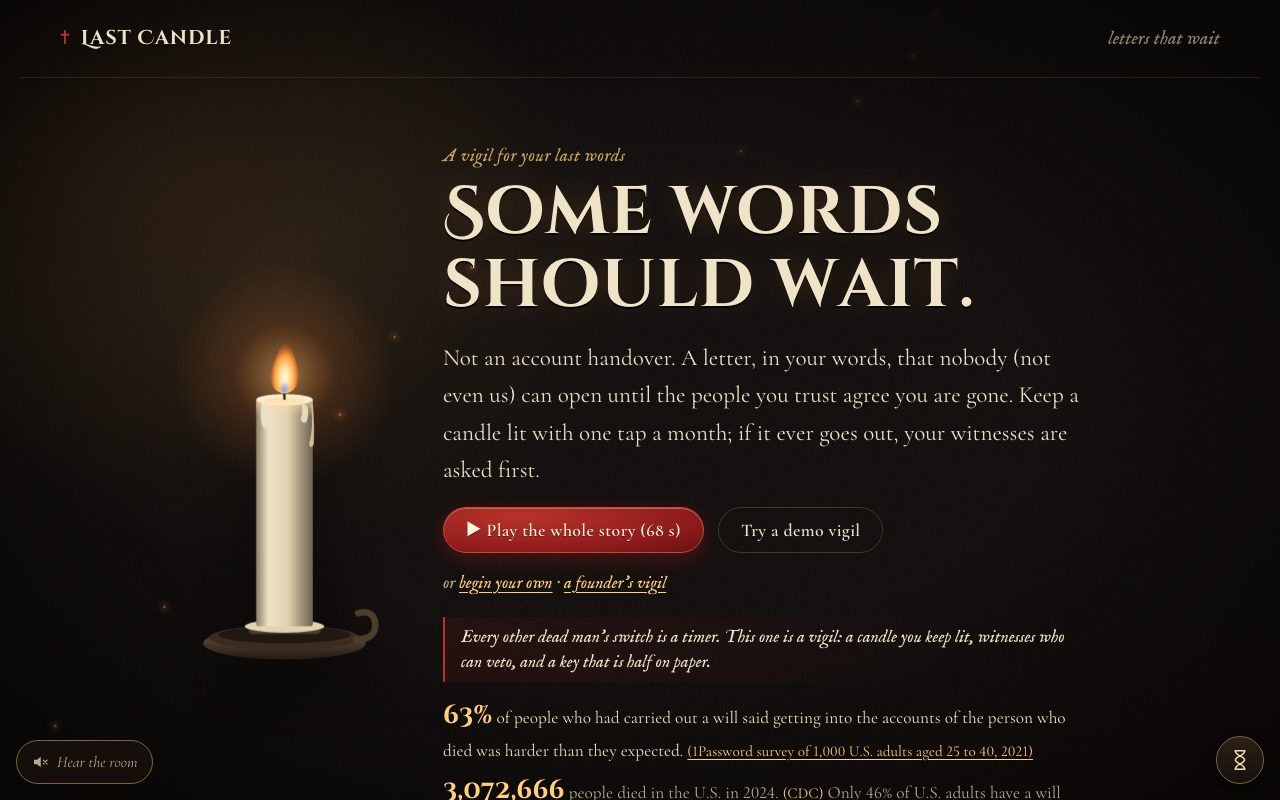 † LAST CANDLE
letters that wait
A vigil for your last words
SOME WORDS
SHOULD WAIT.
Not an account handover. A letter, in your words, that nobody (not
even us) can open until the people you trust agree you are gone. Keep a
candle lit with one tap a month; if it ever goes out, your witnesses are
asked first.
▶ Play the whole story (68 s)
Try a demo vigil
or begin your own · a founder's vigil
Every other dead man's switch is a timer. This one is a vigil: a candle you keep lit, witnesses who
can veto, and a key that is half on paper.
63% of people who had carried out a will said getting into the accounts of the person who
died was harder than they expected. (1Password survey of 1,000 U.S. adults aged 25 to 40, 2021)
3,072,666 people died in the U.S. in 2024. (CDC) Only 46% of U.S. adults have a will
Hear the room